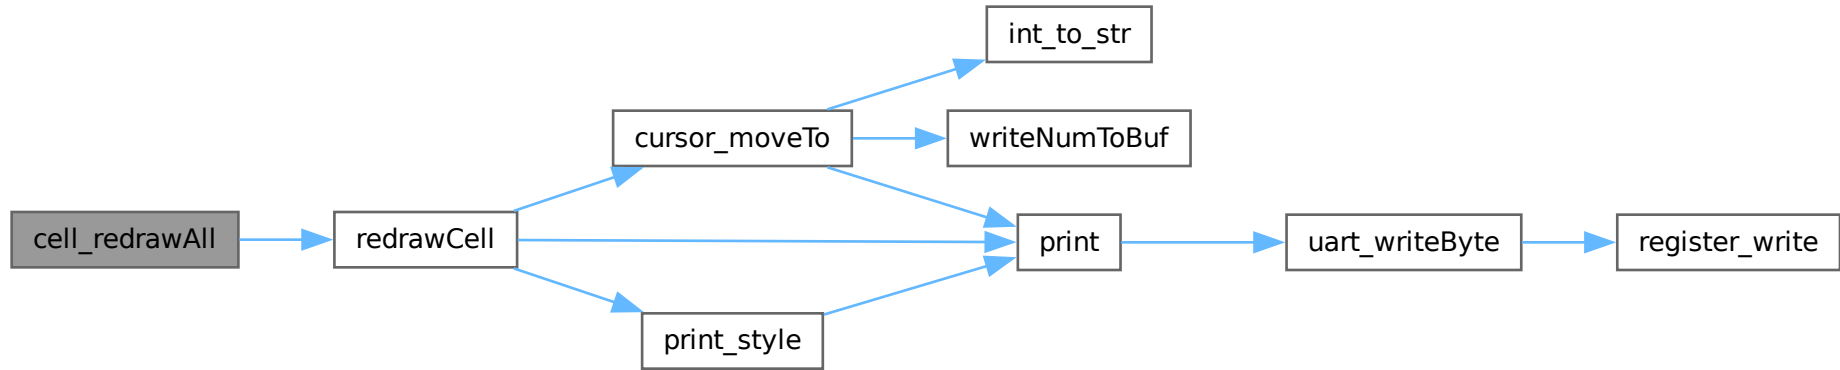 cell_redrawAll
redrawCell
cursor_moveTo
print_style
int_to_str
writeNumToBuf
print
uart_writeByte
register_write